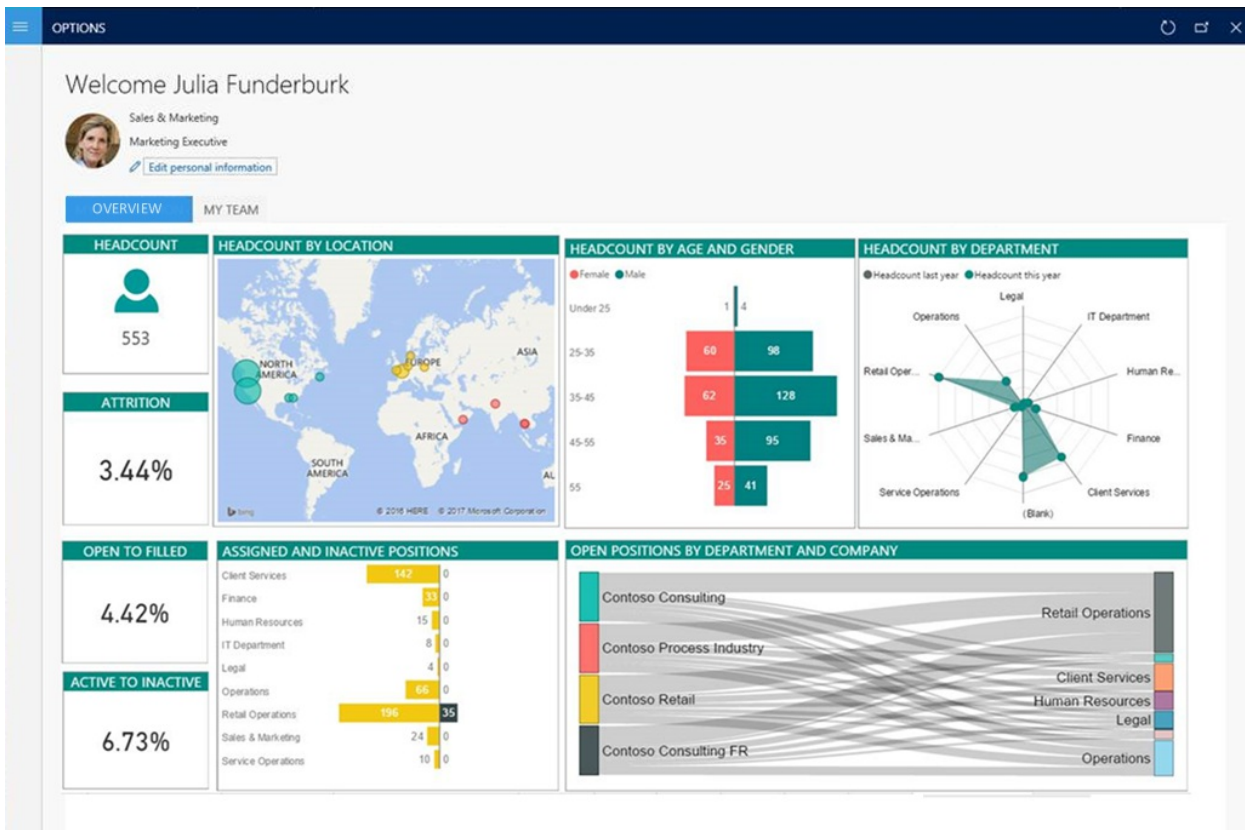 OPTIONS
Welcome Julia Funderburk
Sales & Marketing
Marketing Executive
Edit personal information
OVERVIEW
MY TEAM
HEADCOUNT
553
ATTRITION
3.44%
OPEN TO FILLED
4.42%
ACTIVE TO INACTIVE
6.73%
HEADCOUNT BY LOCATION
NORTH
AMERICA
EUROPE
ASIA
AFRICA
SOUTH
AMERICA
AL
bing
© 2016 HERE © 2017 Microsoft Corporation
HEADCOUNT BY AGE AND GENDER
Female Male
Under 25 1 4
25-35 60 98
35-45 62 128
45-55 35 95
55 25 41
HEADCOUNT BY DEPARTMENT
Headcount last year Headcount this year
Legal
Operations
IT Department
Retail Oper...
Human Re...
Sales & Ma...
Finance
Service Operations
Client Services
(Blank)
ASSIGNED AND INACTIVE POSITIONS
Client Services 142 0
Finance 33 0
Human Resources 15 0
IT Department 8 0
Legal 4 0
Operations 66 0
Retail Operations 196 35
Sales & Marketing 24 0
Service Operations 10 0
OPEN POSITIONS BY DEPARTMENT AND COMPANY
Contoso Consulting
Contoso Process Industry
Contoso Retail
Contoso Consulting FR
Retail Operations
Client Services
Human Resources
Legal
Operations